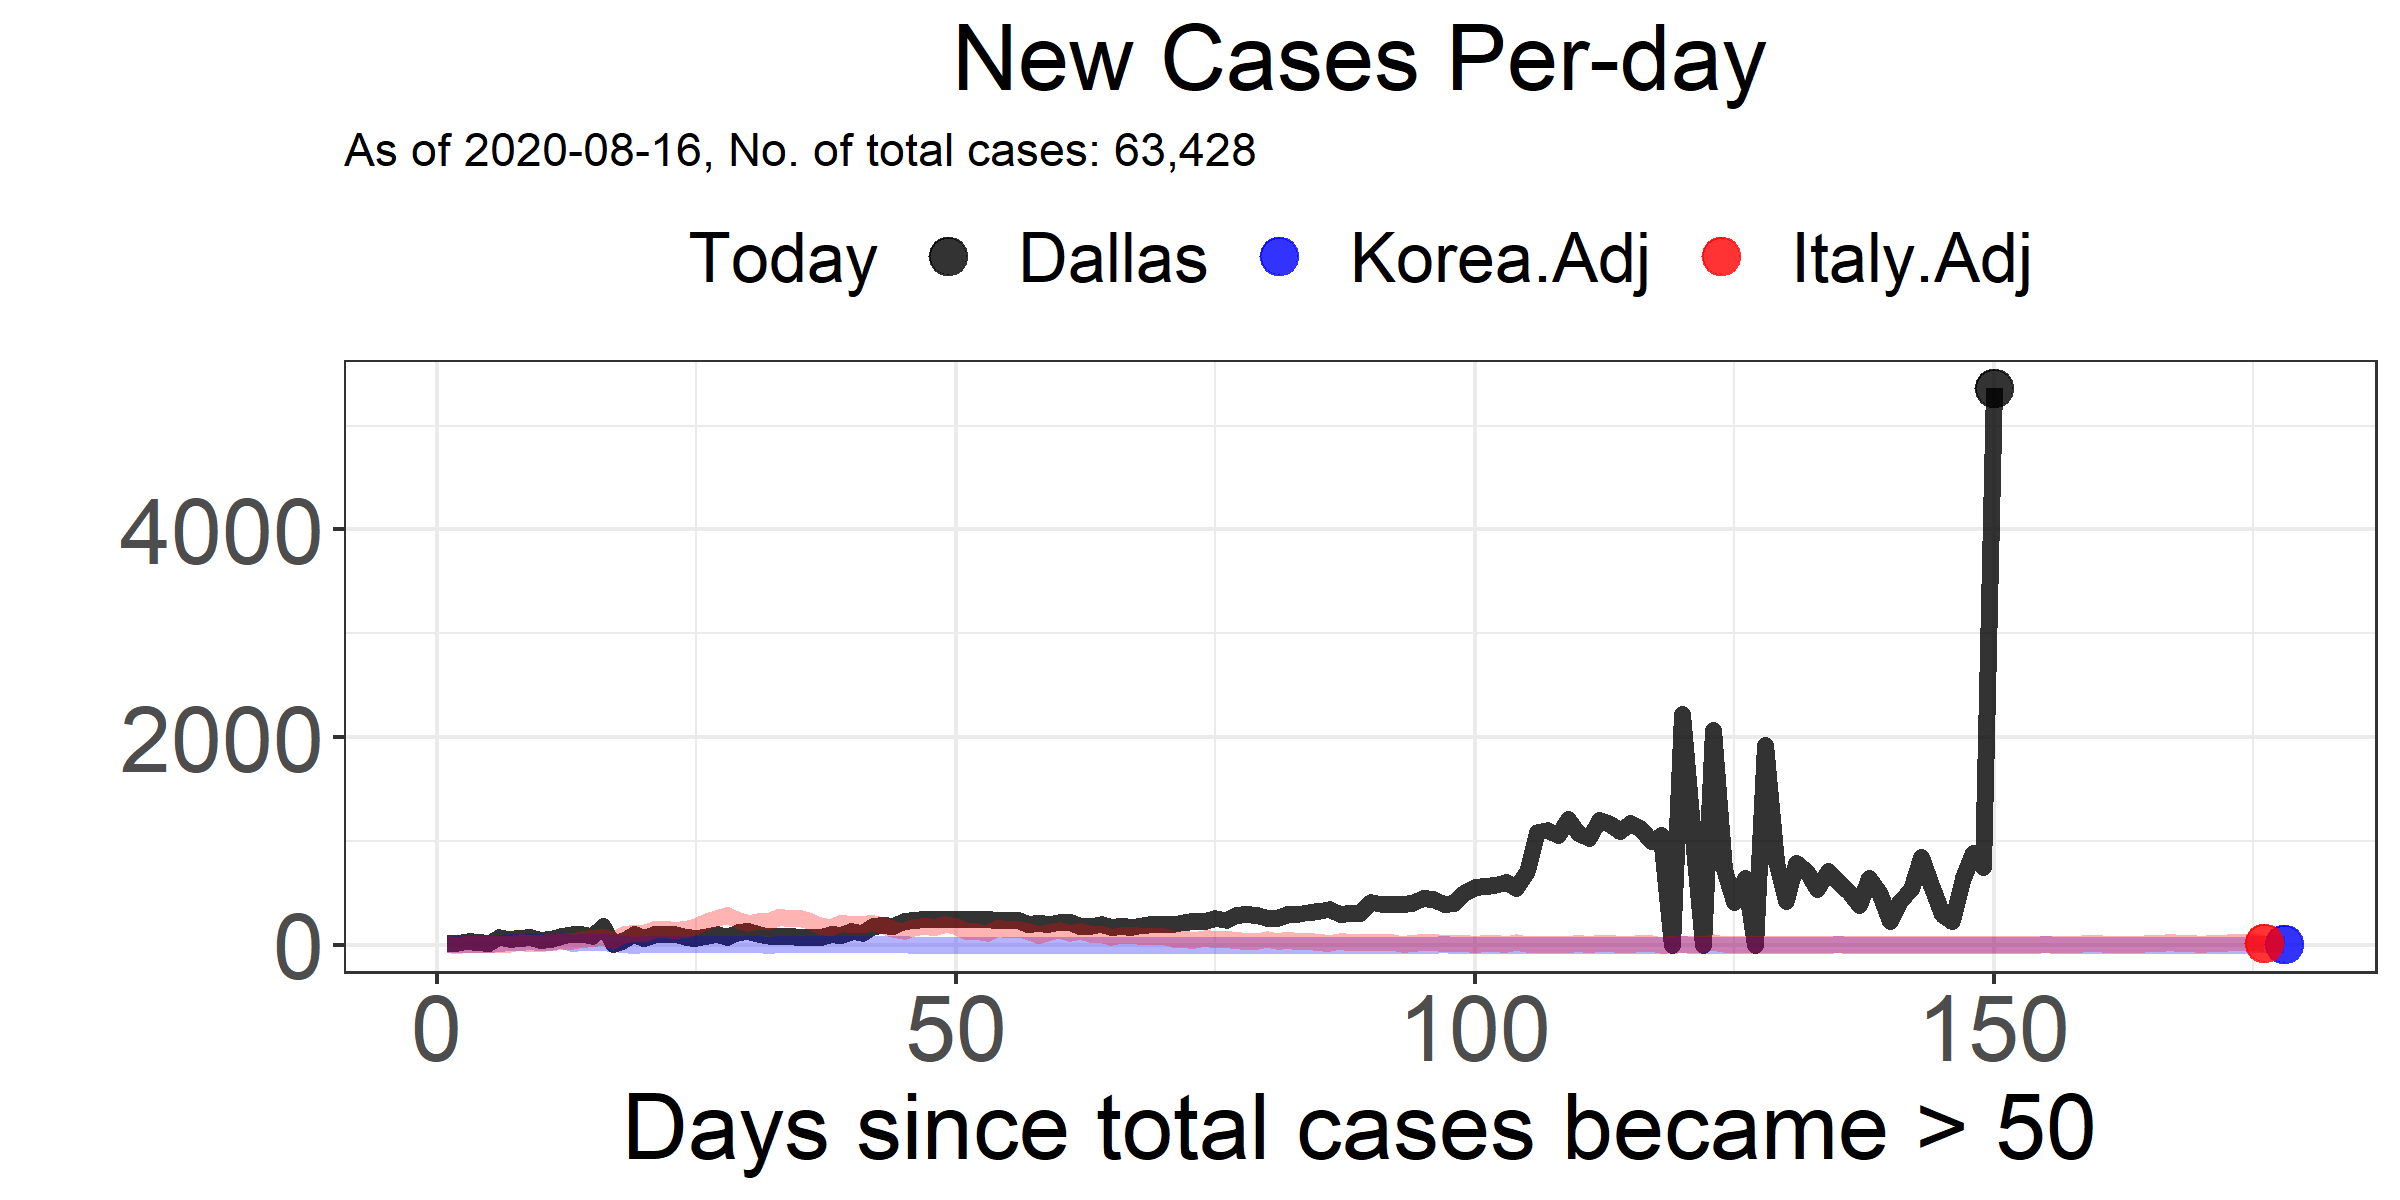 New Cases Per-day
As of 2020-08-16, No. of total cases: 63,428
Today Dallas Korea.Adj Italy.Adj
4000
2000
0
0 50 100 150
Days since total cases became > 50